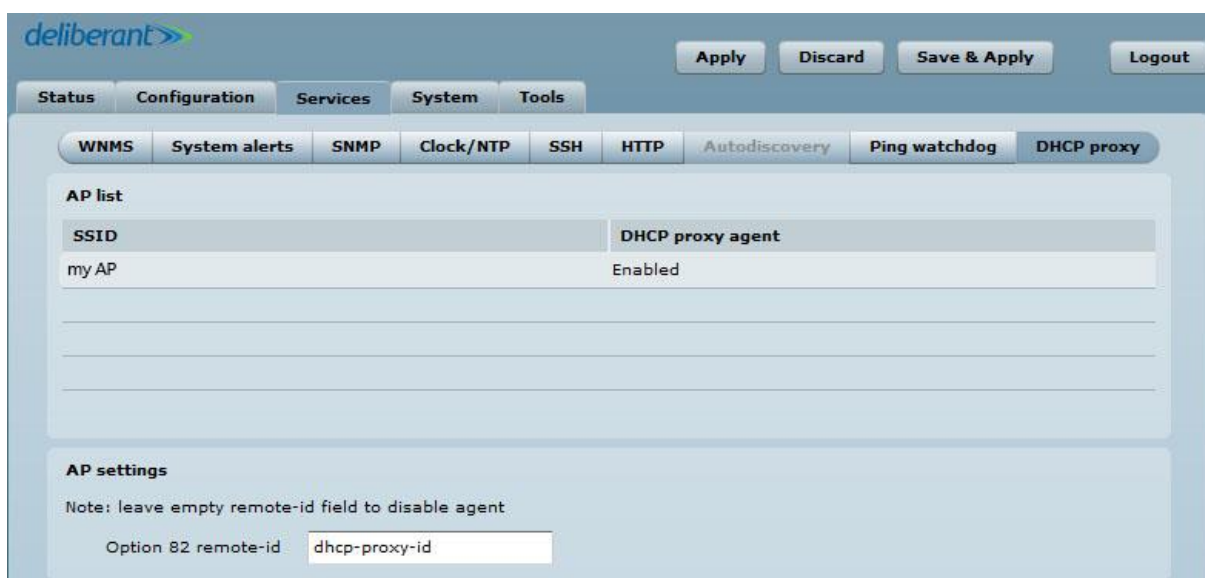 deliberant
Apply Discard Save & Apply Logout
Status Configuration Services System Tools
WNMS System alerts SNMP Clock/NTP SSH HTTP Autodiscovery Ping watchdog DHCP proxy
AP list
SSID DHCP proxy agent
my AP Enabled
AP settings
Note: leave empty remote-id field to disable agent
Option 82 remote-id dhcp-proxy-id